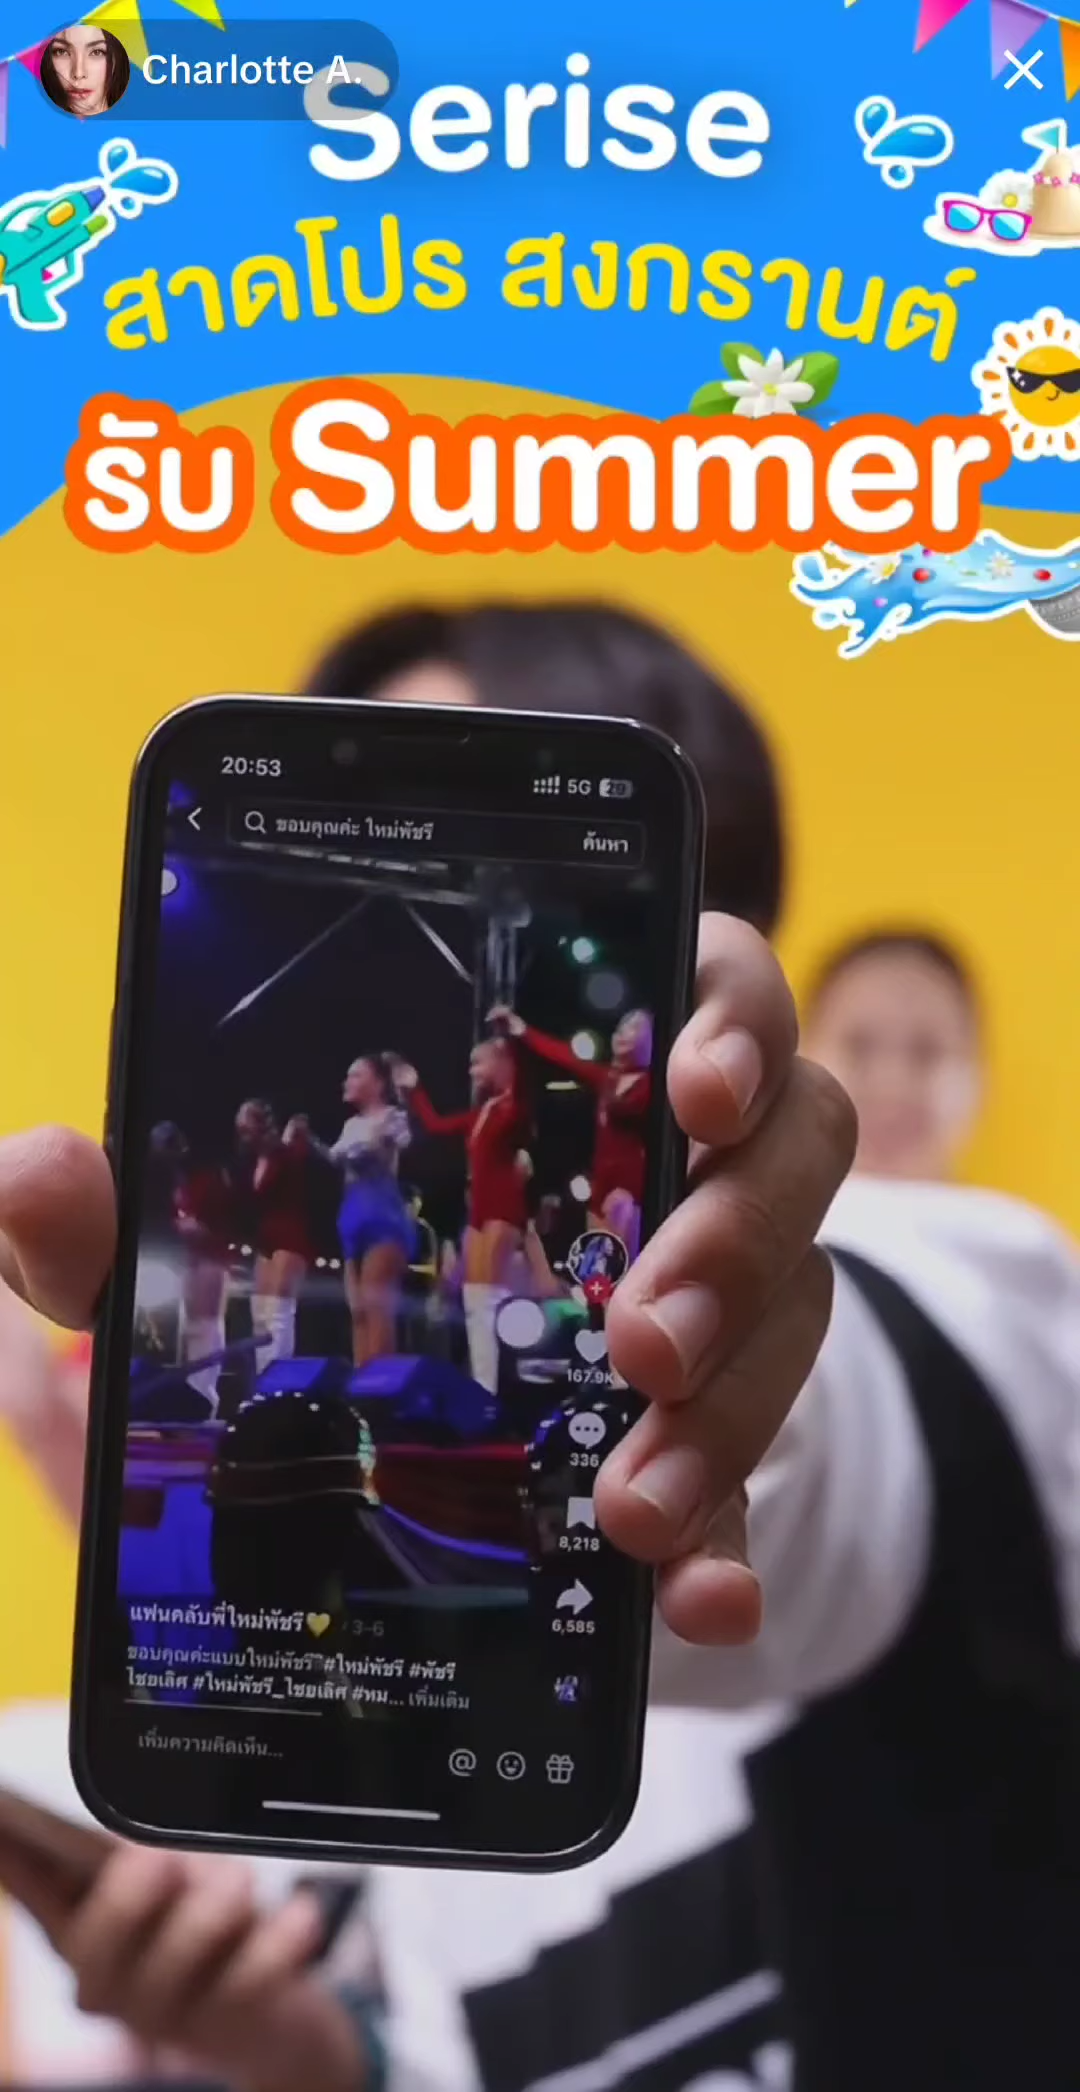 Charlotte A.
Serise
สาดโปร สงกรานต์
รับ Summer
20:53
5G 29
ขอบคุณค่ะ ใหม่พัชรี
ค้นหา
167.9K
336
8,218
6,585
แฟนคลับพี่ใหม่พัชรี💛 3-6
ขอบคุณค่ะแบบใหม่พัชรี #ใหม่พัชรี #พัชรี
ไชยเลิศ #ใหม่พัชรี_ไชยเลิศ #หม... เพิ่มเติม
เพิ่มความคิดเห็น...